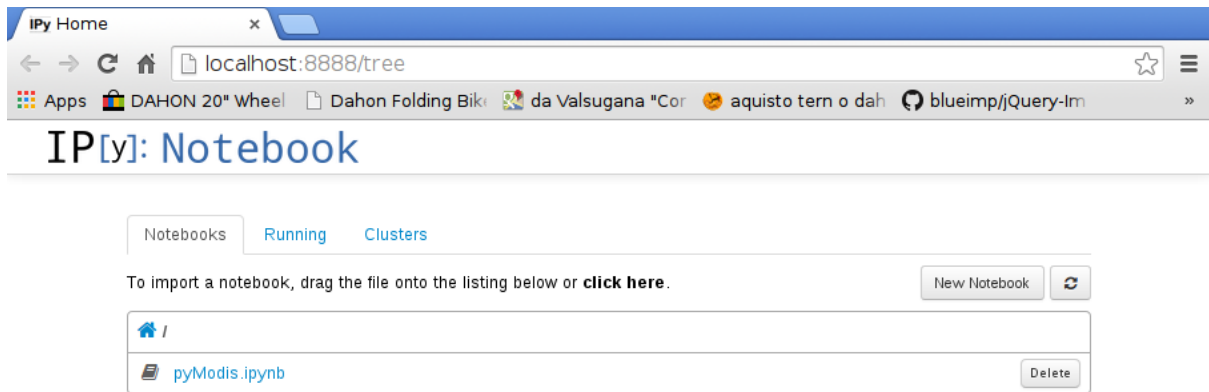 IPy Home
localhost:8888/tree
Apps DAHON 20" Wheel Dahon Folding Bik da Valsugana "Cor aquisto tern o dah blueimp/jQuery-Im »
IP[y]: Notebook
Notebooks Running Clusters
To import a notebook, drag the file onto the listing below or click here. New Notebook
/
pyModis.ipynb Delete